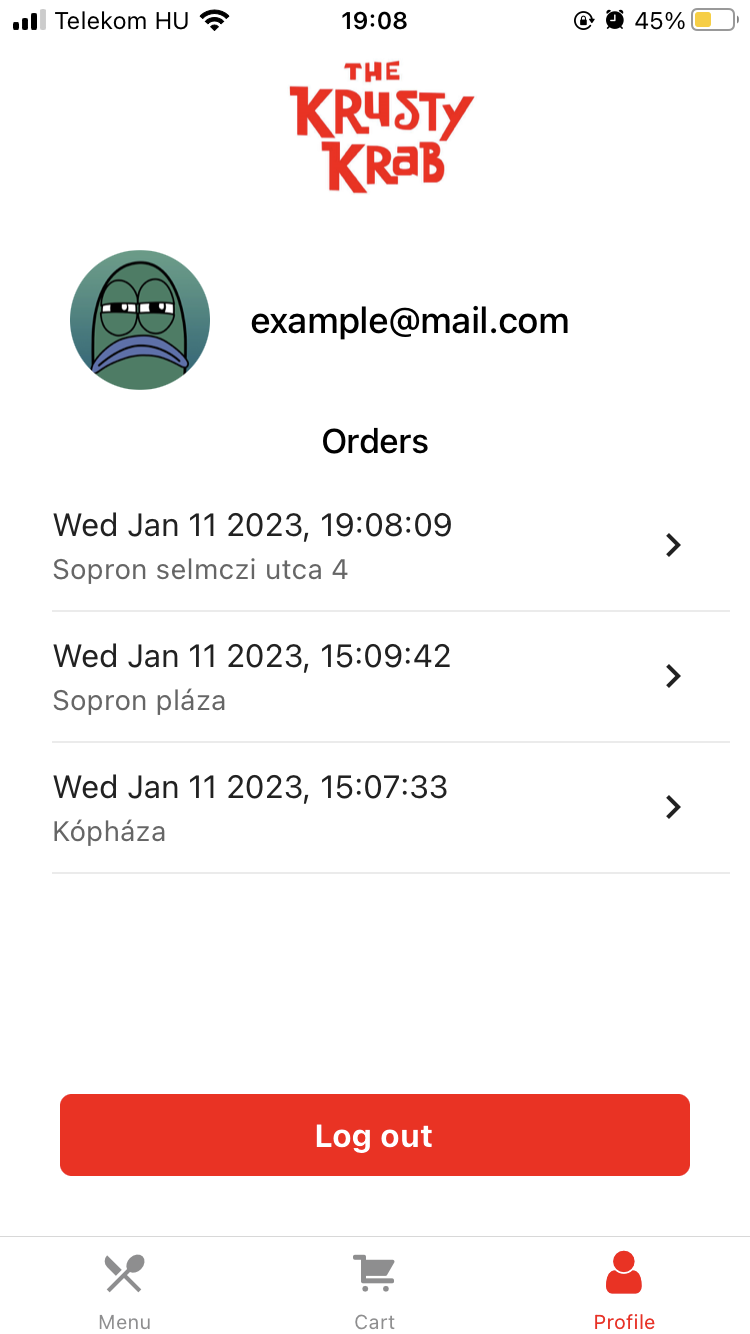 Telekom HU 19:08 45%
THE
KRUSTY
KRAB
example@mail.com
Orders
Wed Jan 11 2023, 19:08:09
Sopron selmczi utca 4
Wed Jan 11 2023, 15:09:42
Sopron pláza
Wed Jan 11 2023, 15:07:33
Kópháza
Log out
Menu Cart Profile